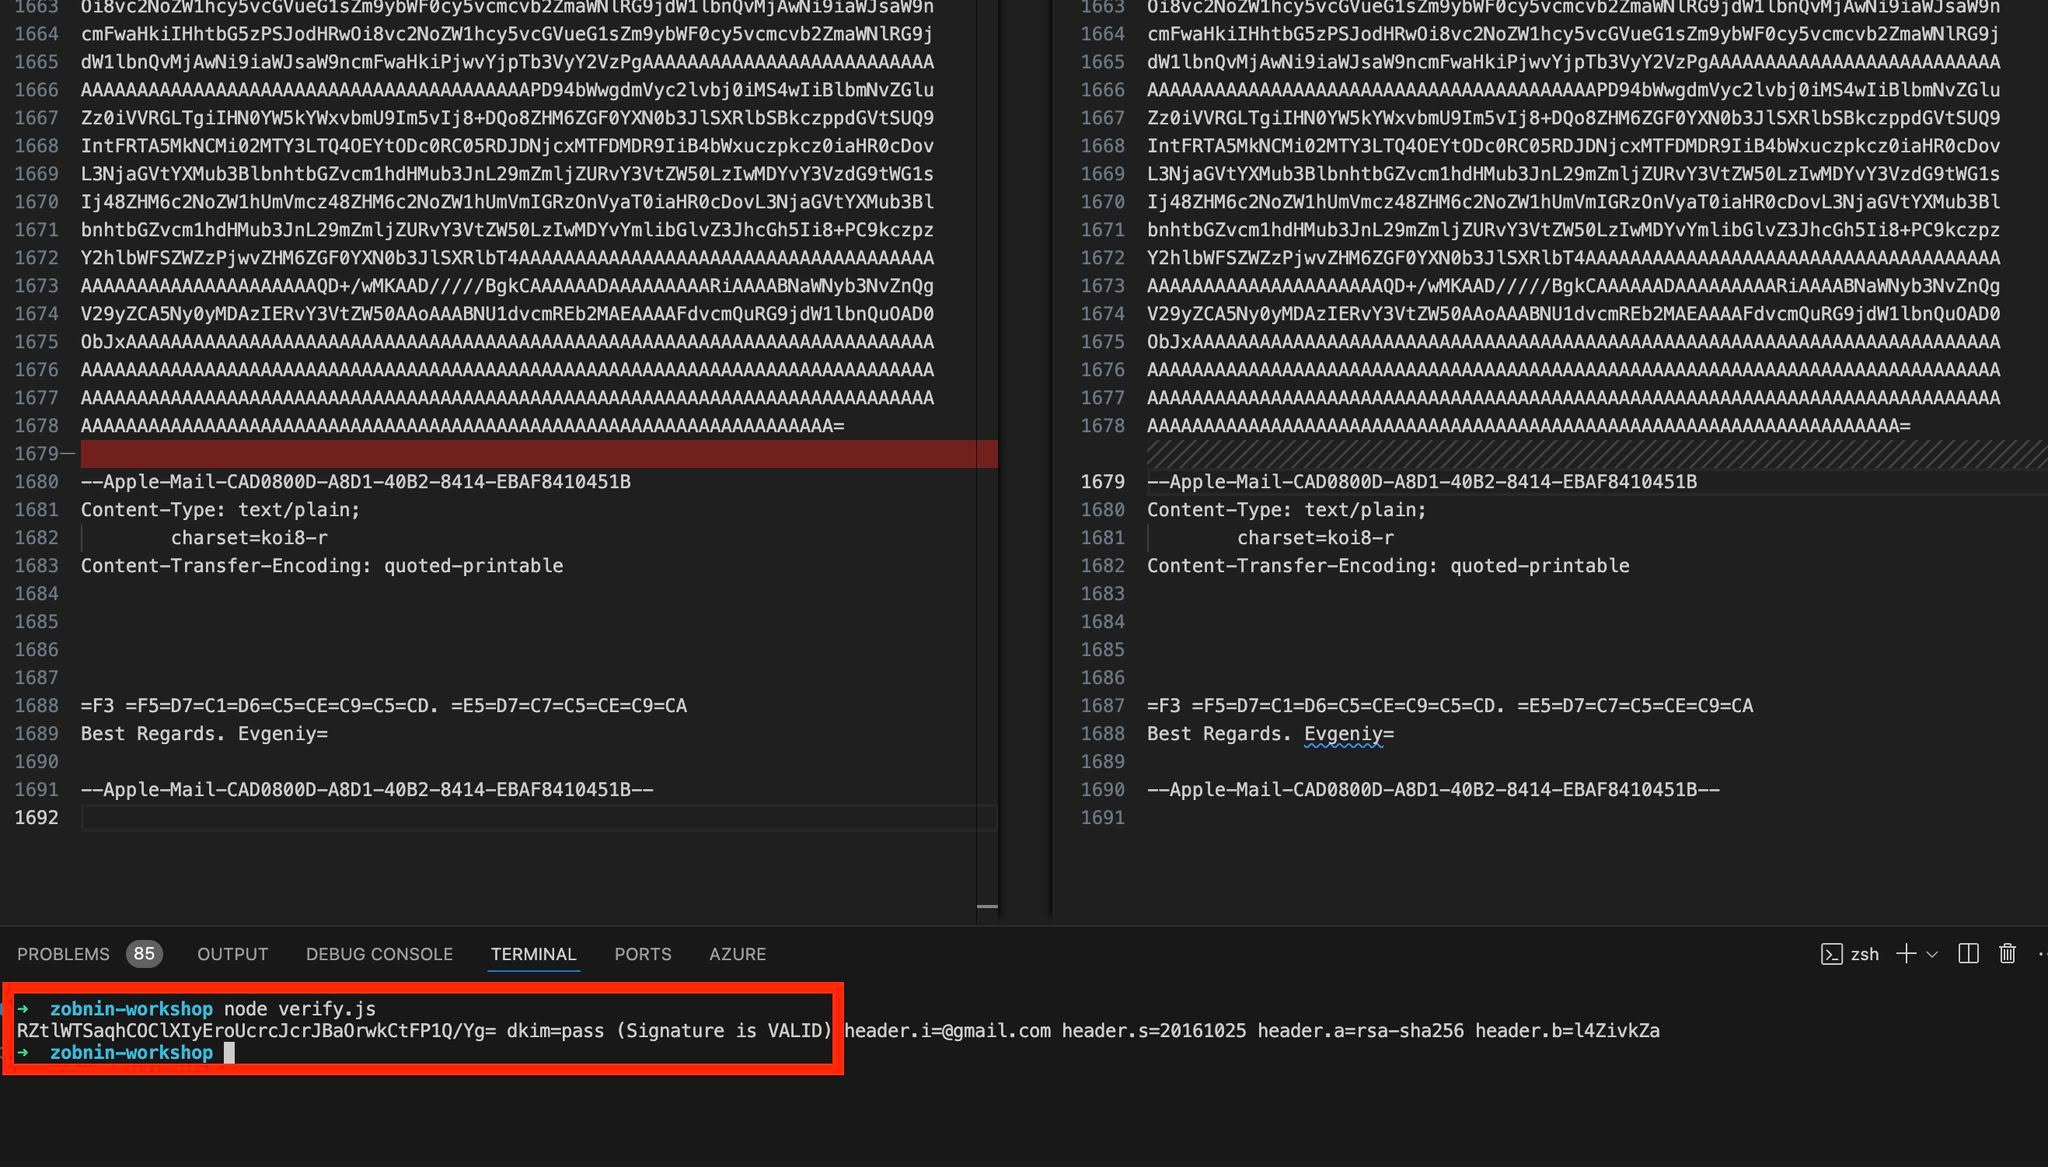 1663 Oi8vc2NoZW1hcy5vcGVueG1sZm9ybWF0cy5vcmcvb2ZmaWNlRG9jdW1lbnQvMjAwNi9iaWJsaW9n
1664 cmFwaHkiIHhtbG5zPSJodHRwOi8vc2NoZW1hcy5vcGVueG1sZm9ybWF0cy5vcmcvb2ZmaWNlRG9j
1665 dW1lbnQvMjAwNi9iaWJsaW9ncmFwaHkiPjwvYjpTb3VyY2VzPgAAAAAAAAAAAAAAAAAAAAAAAAAA
1666 AAAAAAAAAAAAAAAAAAAAAAAAAAAAAAAAAAAAAAAAPD94bWwgdmVyc2lvbj0iMS4wIiBlbmNvZGlu
1667 Zz0iVVRGLTgiIHN0YW5kYWxvbmU9Im5vIj8+DQo8ZHM6ZGF0YXN0b3JlSXRlbSBkczppdGVtSUQ9
1668 IntFRTA5MkNCMi02MTY3LTQ4OEYtODc0RC05RDJDNjcxMTFDMDR9IiB4bWxuczpkcz0iaHR0cDov
1669 L3NjaGVtYXMub3BlbnhtbGZvcm1hdHMub3JnL29mZmljZURvY3VtZW50LzIwMDYvY3VzdG9tWG1s
1670 Ij48ZHM6c2NoZW1hUmVmcz48ZHM6c2NoZW1hUmVmIGRzOnVyaT0iaHR0cDovL3NjaGVtYXMub3Bl
1671 bnhtbGZvcm1hdHMub3JnL29mZmljZURvY3VtZW50LzIwMDYvYmlibGlvZ3JhcGh5Ii8+PC9kczpz
1672 Y2hlbWFSZWZzPjwvZHM6ZGF0YXN0b3JlSXRlbT4AAAAAAAAAAAAAAAAAAAAAAAAAAAAAAAAAAAAA
1673 AAAAAAAAAAAAAAAAAAAAAQD+/wMKAAD/////BgkCAAAAAADAAAAAAAAARiAAAABNaWNyb3NvZnQg
1674 V29yZCA5Ny0yMDAzIERvY3VtZW50AAoAAABNU1dvcmREb2MAEAAAAFdvcmQuRG9jdW1lbnQuOAD0
1675 ObJxAAAAAAAAAAAAAAAAAAAAAAAAAAAAAAAAAAAAAAAAAAAAAAAAAAAAAAAAAAAAAAAAAAAAAAAA
1676 AAAAAAAAAAAAAAAAAAAAAAAAAAAAAAAAAAAAAAAAAAAAAAAAAAAAAAAAAAAAAAAAAAAAAAAAAAAA
1677 AAAAAAAAAAAAAAAAAAAAAAAAAAAAAAAAAAAAAAAAAAAAAAAAAAAAAAAAAAAAAAAAAAAAAAAAAAAA
1678 AAAAAAAAAAAAAAAAAAAAAAAAAAAAAAAAAAAAAAAAAAAAAAAAAAAAAAAAAAAAAAAAAAA=
1679—
1680 --Apple-Mail-CAD0800D-A8D1-40B2-8414-EBAF8410451B
1681 Content-Type: text/plain;
1682 charset=koi8-r
1683 Content-Transfer-Encoding: quoted-printable
1684
1685
1686
1687
1688 =F3 =F5=D7=C1=D6=C5=CE=C9=C5=CD. =E5=D7=C7=C5=CE=C9=CA
1689 Best Regards. Evgeniy=
1690
1691 --Apple-Mail-CAD0800D-A8D1-40B2-8414-EBAF8410451B--
1692
1663 Oi8vc2NoZW1hcy5vcGVueG1sZm9ybWF0cy5vcmcvb2ZmaWNlRG9jdW1lbnQvMjAwNi9iaWJsaW9n
1664 cmFwaHkiIHhtbG5zPSJodHRwOi8vc2NoZW1hcy5vcGVueG1sZm9ybWF0cy5vcmcvb2ZmaWNlRG9j
1665 dW1lbnQvMjAwNi9iaWJsaW9ncmFwaHkiPjwvYjpTb3VyY2VzPgAAAAAAAAAAAAAAAAAAAAAAAAAA
1666 AAAAAAAAAAAAAAAAAAAAAAAAAAAAAAAAAAAAAAAAPD94bWwgdmVyc2lvbj0iMS4wIiBlbmNvZGlu
1667 Zz0iVVRGLTgiIHN0YW5kYWxvbmU9Im5vIj8+DQo8ZHM6ZGF0YXN0b3JlSXRlbSBkczppdGVtSUQ9
1668 IntFRTA5MkNCMi02MTY3LTQ4OEYtODc0RC05RDJDNjcxMTFDMDR9IiB4bWxuczpkcz0iaHR0cDov
1669 L3NjaGVtYXMub3BlbnhtbGZvcm1hdHMub3JnL29mZmljZURvY3VtZW50LzIwMDYvY3VzdG9tWG1s
1670 Ij48ZHM6c2NoZW1hUmVmcz48ZHM6c2NoZW1hUmVmIGRzOnVyaT0iaHR0cDovL3NjaGVtYXMub3Bl
1671 bnhtbGZvcm1hdHMub3JnL29mZmljZURvY3VtZW50LzIwMDYvYmlibGlvZ3JhcGh5Ii8+PC9kczpz
1672 Y2hlbWFSZWZzPjwvZHM6ZGF0YXN0b3JlSXRlbT4AAAAAAAAAAAAAAAAAAAAAAAAAAAAAAAAAAAAA
1673 AAAAAAAAAAAAAAAAAAAAAQD+/wMKAAD/////BgkCAAAAAADAAAAAAAAARiAAAABNaWNyb3NvZnQg
1674 V29yZCA5Ny0yMDAzIERvY3VtZW50AAoAAABNU1dvcmREb2MAEAAAAFdvcmQuRG9jdW1lbnQuOAD0
1675 ObJxAAAAAAAAAAAAAAAAAAAAAAAAAAAAAAAAAAAAAAAAAAAAAAAAAAAAAAAAAAAAAAAAAAAAAAAA
1676 AAAAAAAAAAAAAAAAAAAAAAAAAAAAAAAAAAAAAAAAAAAAAAAAAAAAAAAAAAAAAAAAAAAAAAAAAAAA
1677 AAAAAAAAAAAAAAAAAAAAAAAAAAAAAAAAAAAAAAAAAAAAAAAAAAAAAAAAAAAAAAAAAAAAAAAAAAAA
1678 AAAAAAAAAAAAAAAAAAAAAAAAAAAAAAAAAAAAAAAAAAAAAAAAAAAAAAAAAAAAAAAAAAA=
1679 --Apple-Mail-CAD0800D-A8D1-40B2-8414-EBAF8410451B
1680 Content-Type: text/plain;
1681 charset=koi8-r
1682 Content-Transfer-Encoding: quoted-printable
1683
1684
1685
1686
1687 =F3 =F5=D7=C1=D6=C5=CE=C9=C5=CD. =E5=D7=C7=C5=CE=C9=CA
1688 Best Regards. Evgeniy=
1689
1690 --Apple-Mail-CAD0800D-A8D1-40B2-8414-EBAF8410451B--
1691
PROBLEMS 85 OUTPUT DEBUG CONSOLE TERMINAL PORTS AZURE zsh
➜ zobnin-workshop node verify.js
RZtlWTSaqhCOClXIyEroUcrcJcrJBaOrwkCtFP1Q/Yg= dkim=pass (Signature is VALID) header.i=@gmail.com header.s=20161025 header.a=rsa-sha256 header.b=l4ZivkZa
➜ zobnin-workshop